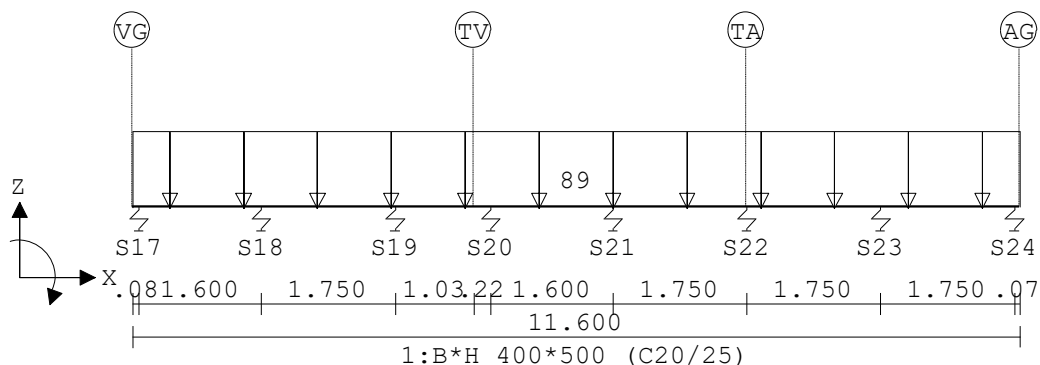 VG TV TA AG
89
Z
S17 S18 S19 S20 S21 S22 S23 S24
X
.08 1.600 1.750 1.03 .22 1.600 1.750 1.750 1.750 .07
11.600
1:B*H 400*500 (C20/25)